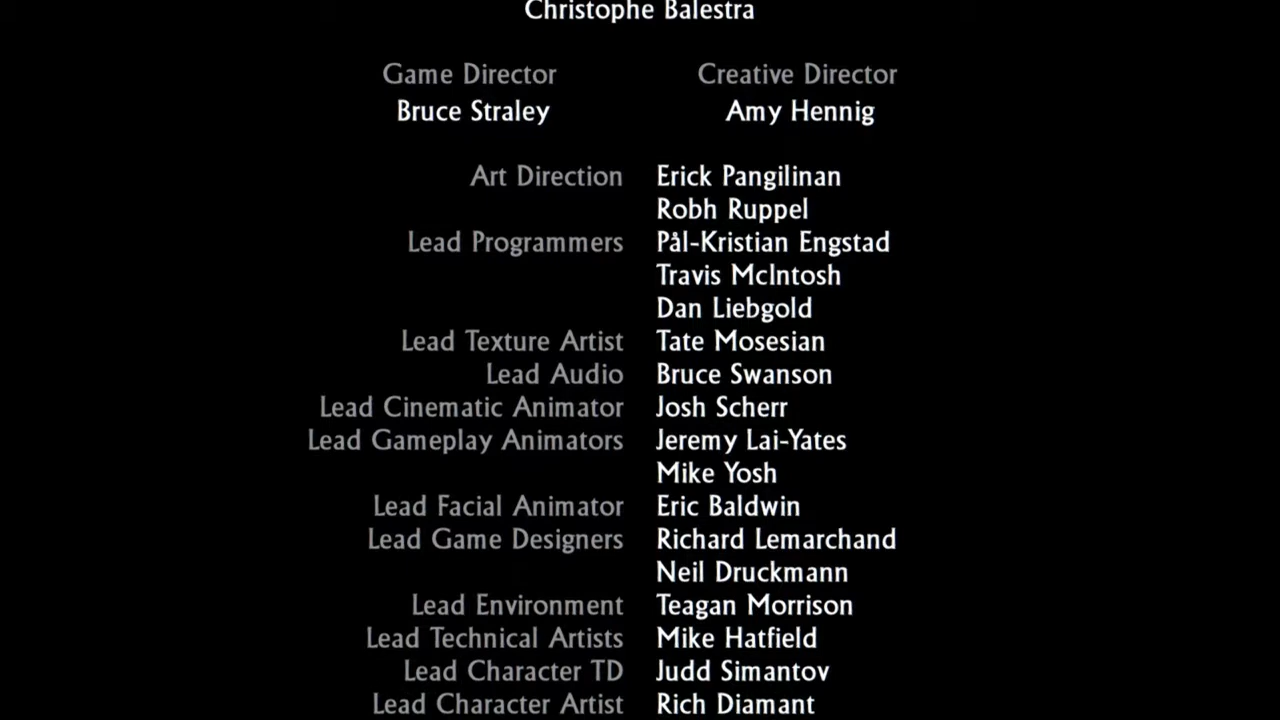 Christophe Balestra
Game Director Creative Director
Bruce Straley Amy Hennig
Art Direction Erick Pangilinan
Robh Ruppel
Lead Programmers Pål-Kristian Engstad
Travis McIntosh
Dan Liebgold
Lead Texture Artist Tate Mosesian
Lead Audio Bruce Swanson
Lead Cinematic Animator Josh Scherr
Lead Gameplay Animators Jeremy Lai-Yates
Mike Yosh
Lead Facial Animator Eric Baldwin
Lead Game Designers Richard Lemarchand
Neil Druckmann
Lead Environment Teagan Morrison
Lead Technical Artists Mike Hatfield
Lead Character TD Judd Simantov
Lead Character Artist Rich Diamant